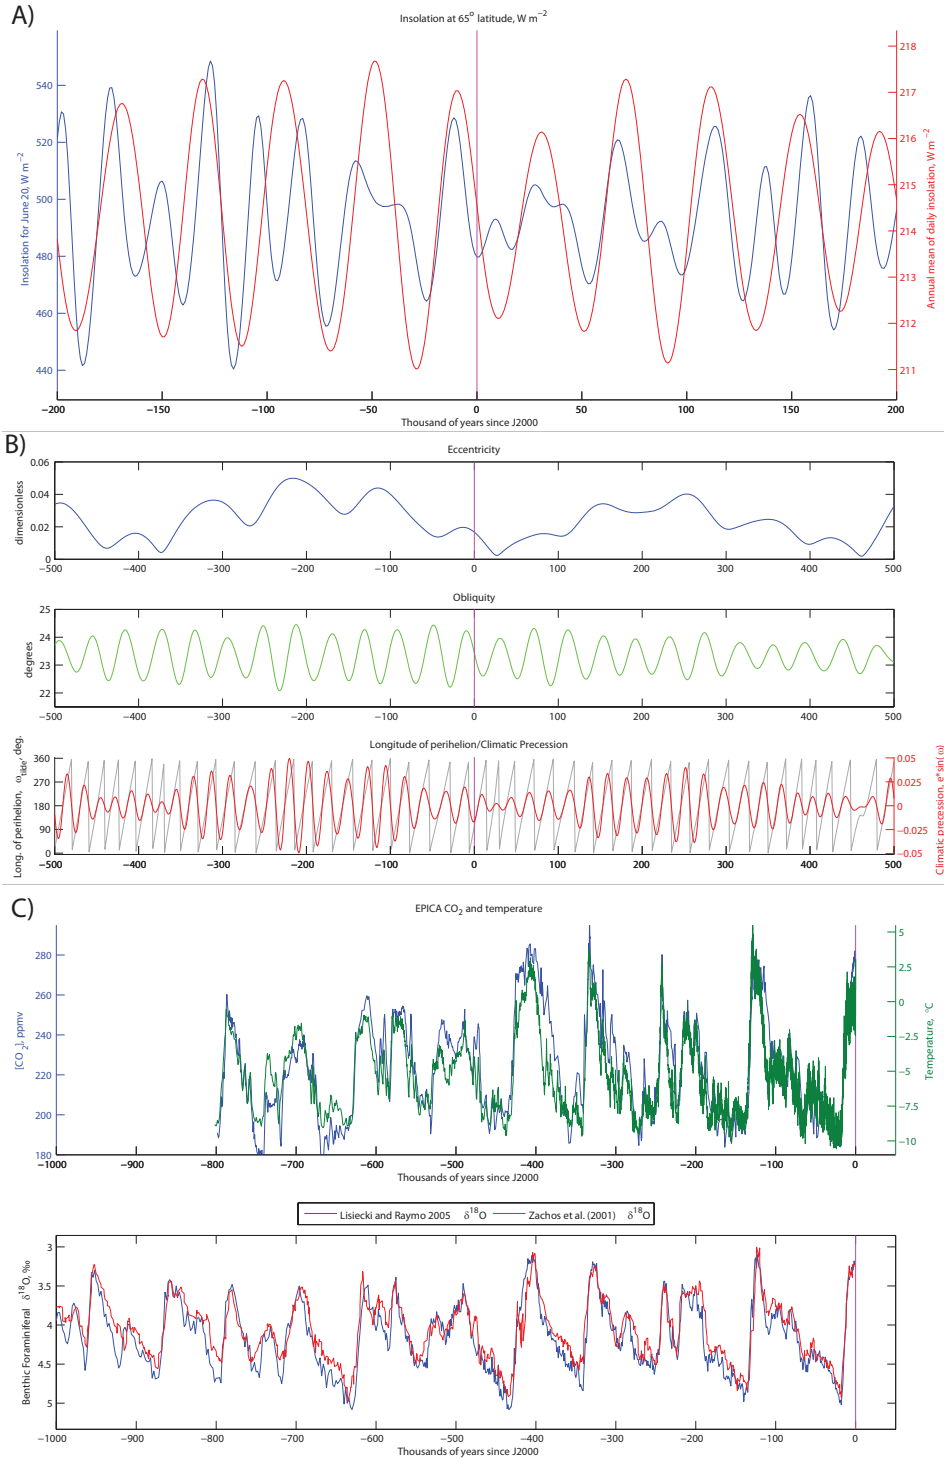 A)
Insolation at 65° latitude, W m−2
Insolation for June 20, W m−2
540
520
500
480
460
440
218
217
216
215
214
213
212
211
Annual mean of daily insolation, W m−2
−200 −150 −100 −50 0 50 100 150 200
Thousand of years since J2000
B)
Eccentricity
dimensionless
0.06
0.04
0.02
0
−500 −400 −300 −200 −100 0 100 200 300 400 500
Obliquity
degrees
25
24
23
22
−500 −400 −300 −200 −100 0 100 200 300 400 500
Longitude of perihelion/Climatic Precession
Long. of perihelion, ωtilde, deg.
360
270
180
90
0
0.05
0.025
0
−0.025
−0.05
Climatic precession, e*sin(ω)
−500 −400 −300 −200 −100 0 100 200 300 400 500
C)
EPICA CO2 and temperature
[CO2], ppmv
280
260
240
220
200
180
5
2.5
0
−2.5
−5
−7.5
−10
Temperature, °C
−1000 −900 −800 −700 −600 −500 −400 −300 −200 −100 0
Thousands of years since J2000
Lisiecki and Raymo 2005 δ18O Zachos et al. (2001) δ18O
Benthic Foraminiferal δ18O, ‰
3
3.5
4
4.5
5
−1000 −900 −800 −700 −600 −500 −400 −300 −200 −100 0
Thousands of years since J2000